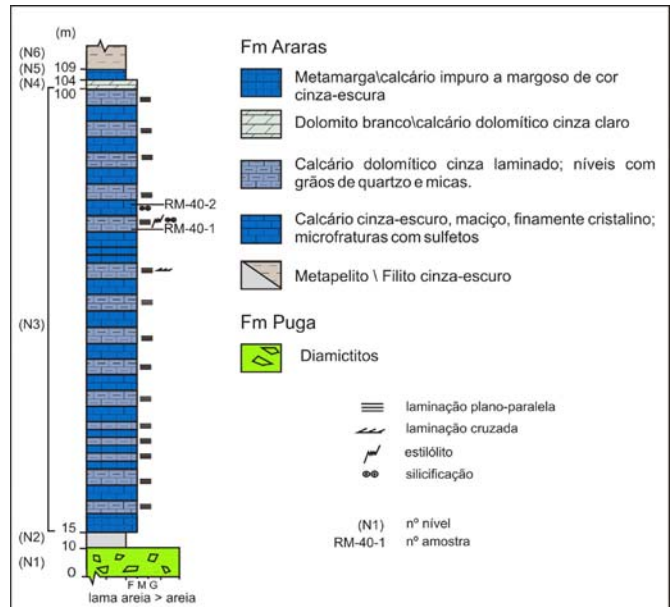 (m)
(N6)
(N5) 109
(N4) 104
100
RM-40-2
RM-40-1
(N3)
15
(N2)
10
(N1)
0
F M G
lama areia > areia
Fm Araras
Metamarga\calcário impuro a margoso de cor
cinza-escura
Dolomito branco\calcário dolomítico cinza claro
Calcário dolomítico cinza laminado; níveis com
grãos de quartzo e micas.
Calcário cinza-escuro, maciço, finamente cristalino;
microfraturas com sulfetos
Metapelito \ Filito cinza-escuro
Fm Puga
Diamictitos
laminação plano-paralela
laminação cruzada
estilólito
silicificação
(N1) nº nível
RM-40-1 nº amostra